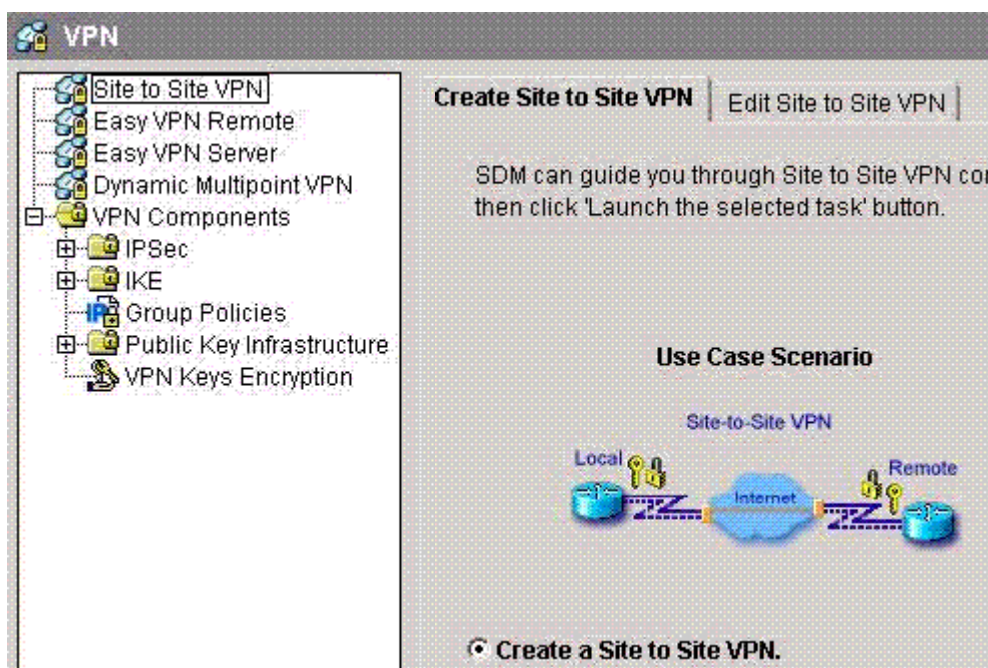 VPN
Site to Site VPN
Easy VPN Remote
Easy VPN Server
Dynamic Multipoint VPN
VPN Components
IPSec
IKE
Group Policies
Public Key Infrastructure
VPN Keys Encryption
Create Site to Site VPN
Edit Site to Site VPN
SDM can guide you through Site to Site VPN
then click 'Launch the selected task' button.
Use Case Scenario
Site-to-Site VPN
Local
Internet
Remote
Create a Site to Site VPN.